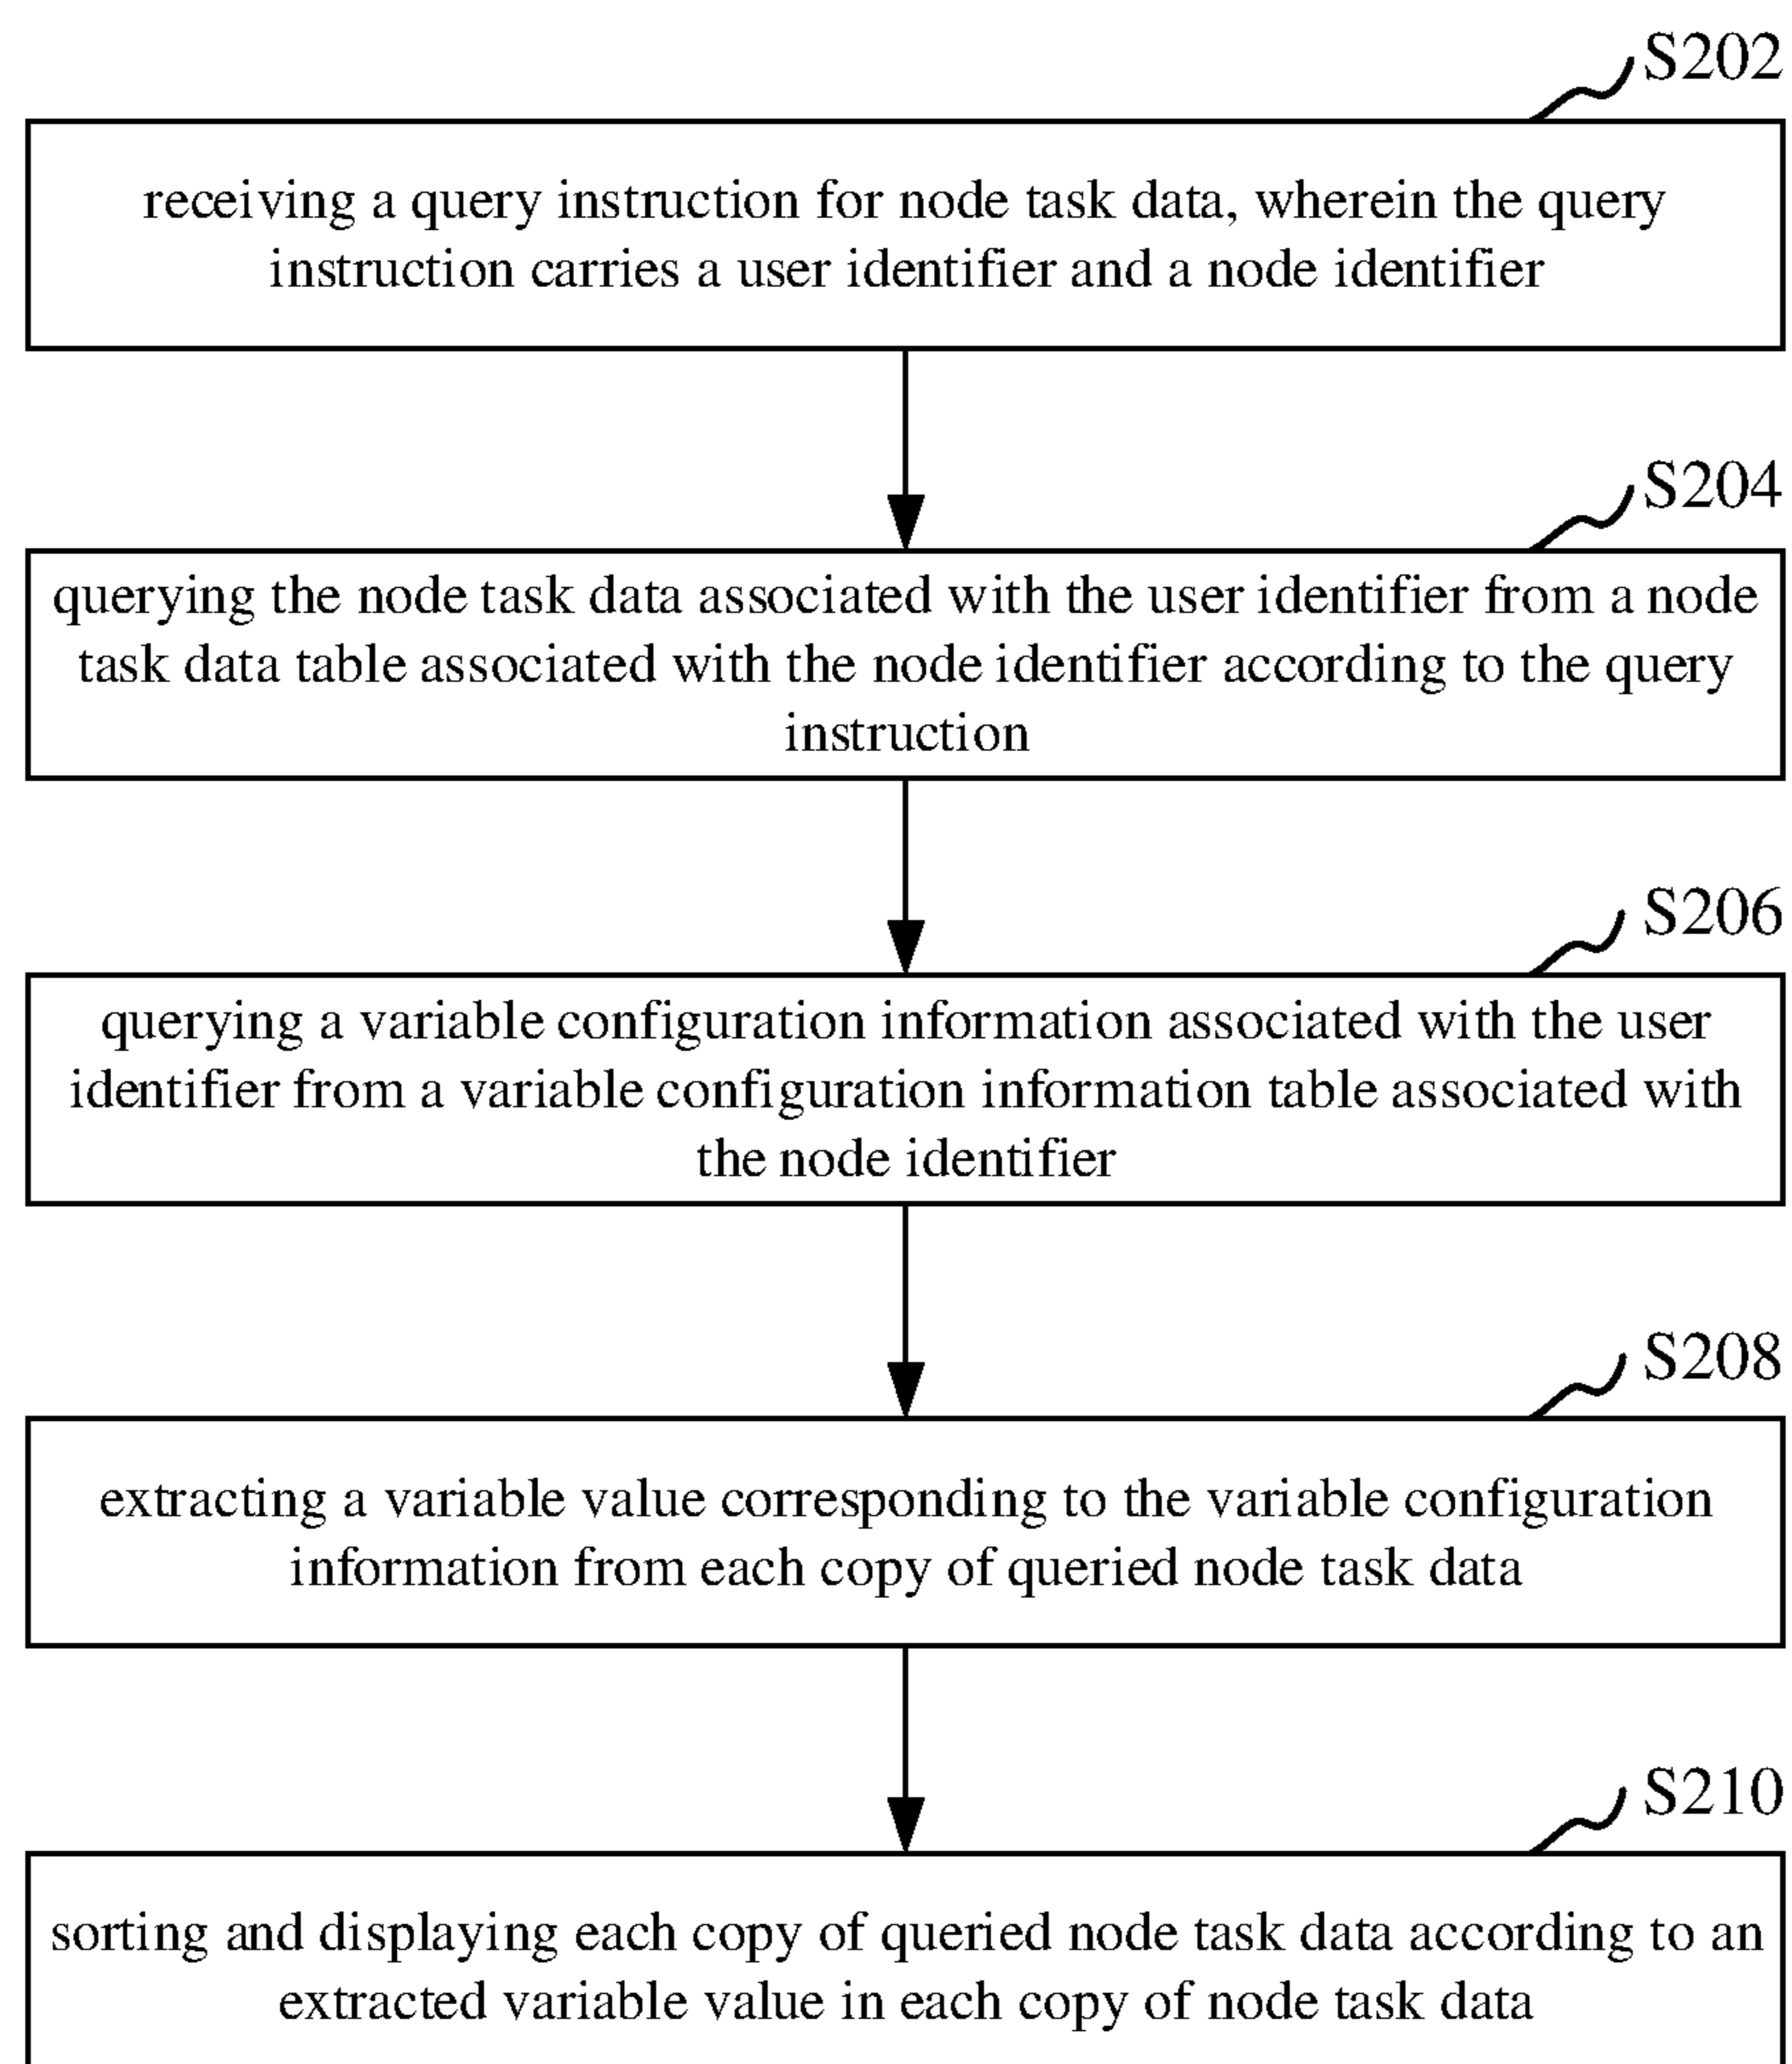 S202
receiving a query instruction for node task data, wherein the query
instruction carries a user identifier and a node identifier
S204
querying the node task data associated with the user identifier from a node
task data table associated with the node identifier according to the query
instruction
S206
querying a variable configuration information associated with the user
identifier from a variable configuration information table associated with
the node identifier
S208
extracting a variable value corresponding to the variable configuration
information from each copy of queried node task data
S210
sorting and displaying each copy of queried node task data according to an
extracted variable value in each copy of node task data